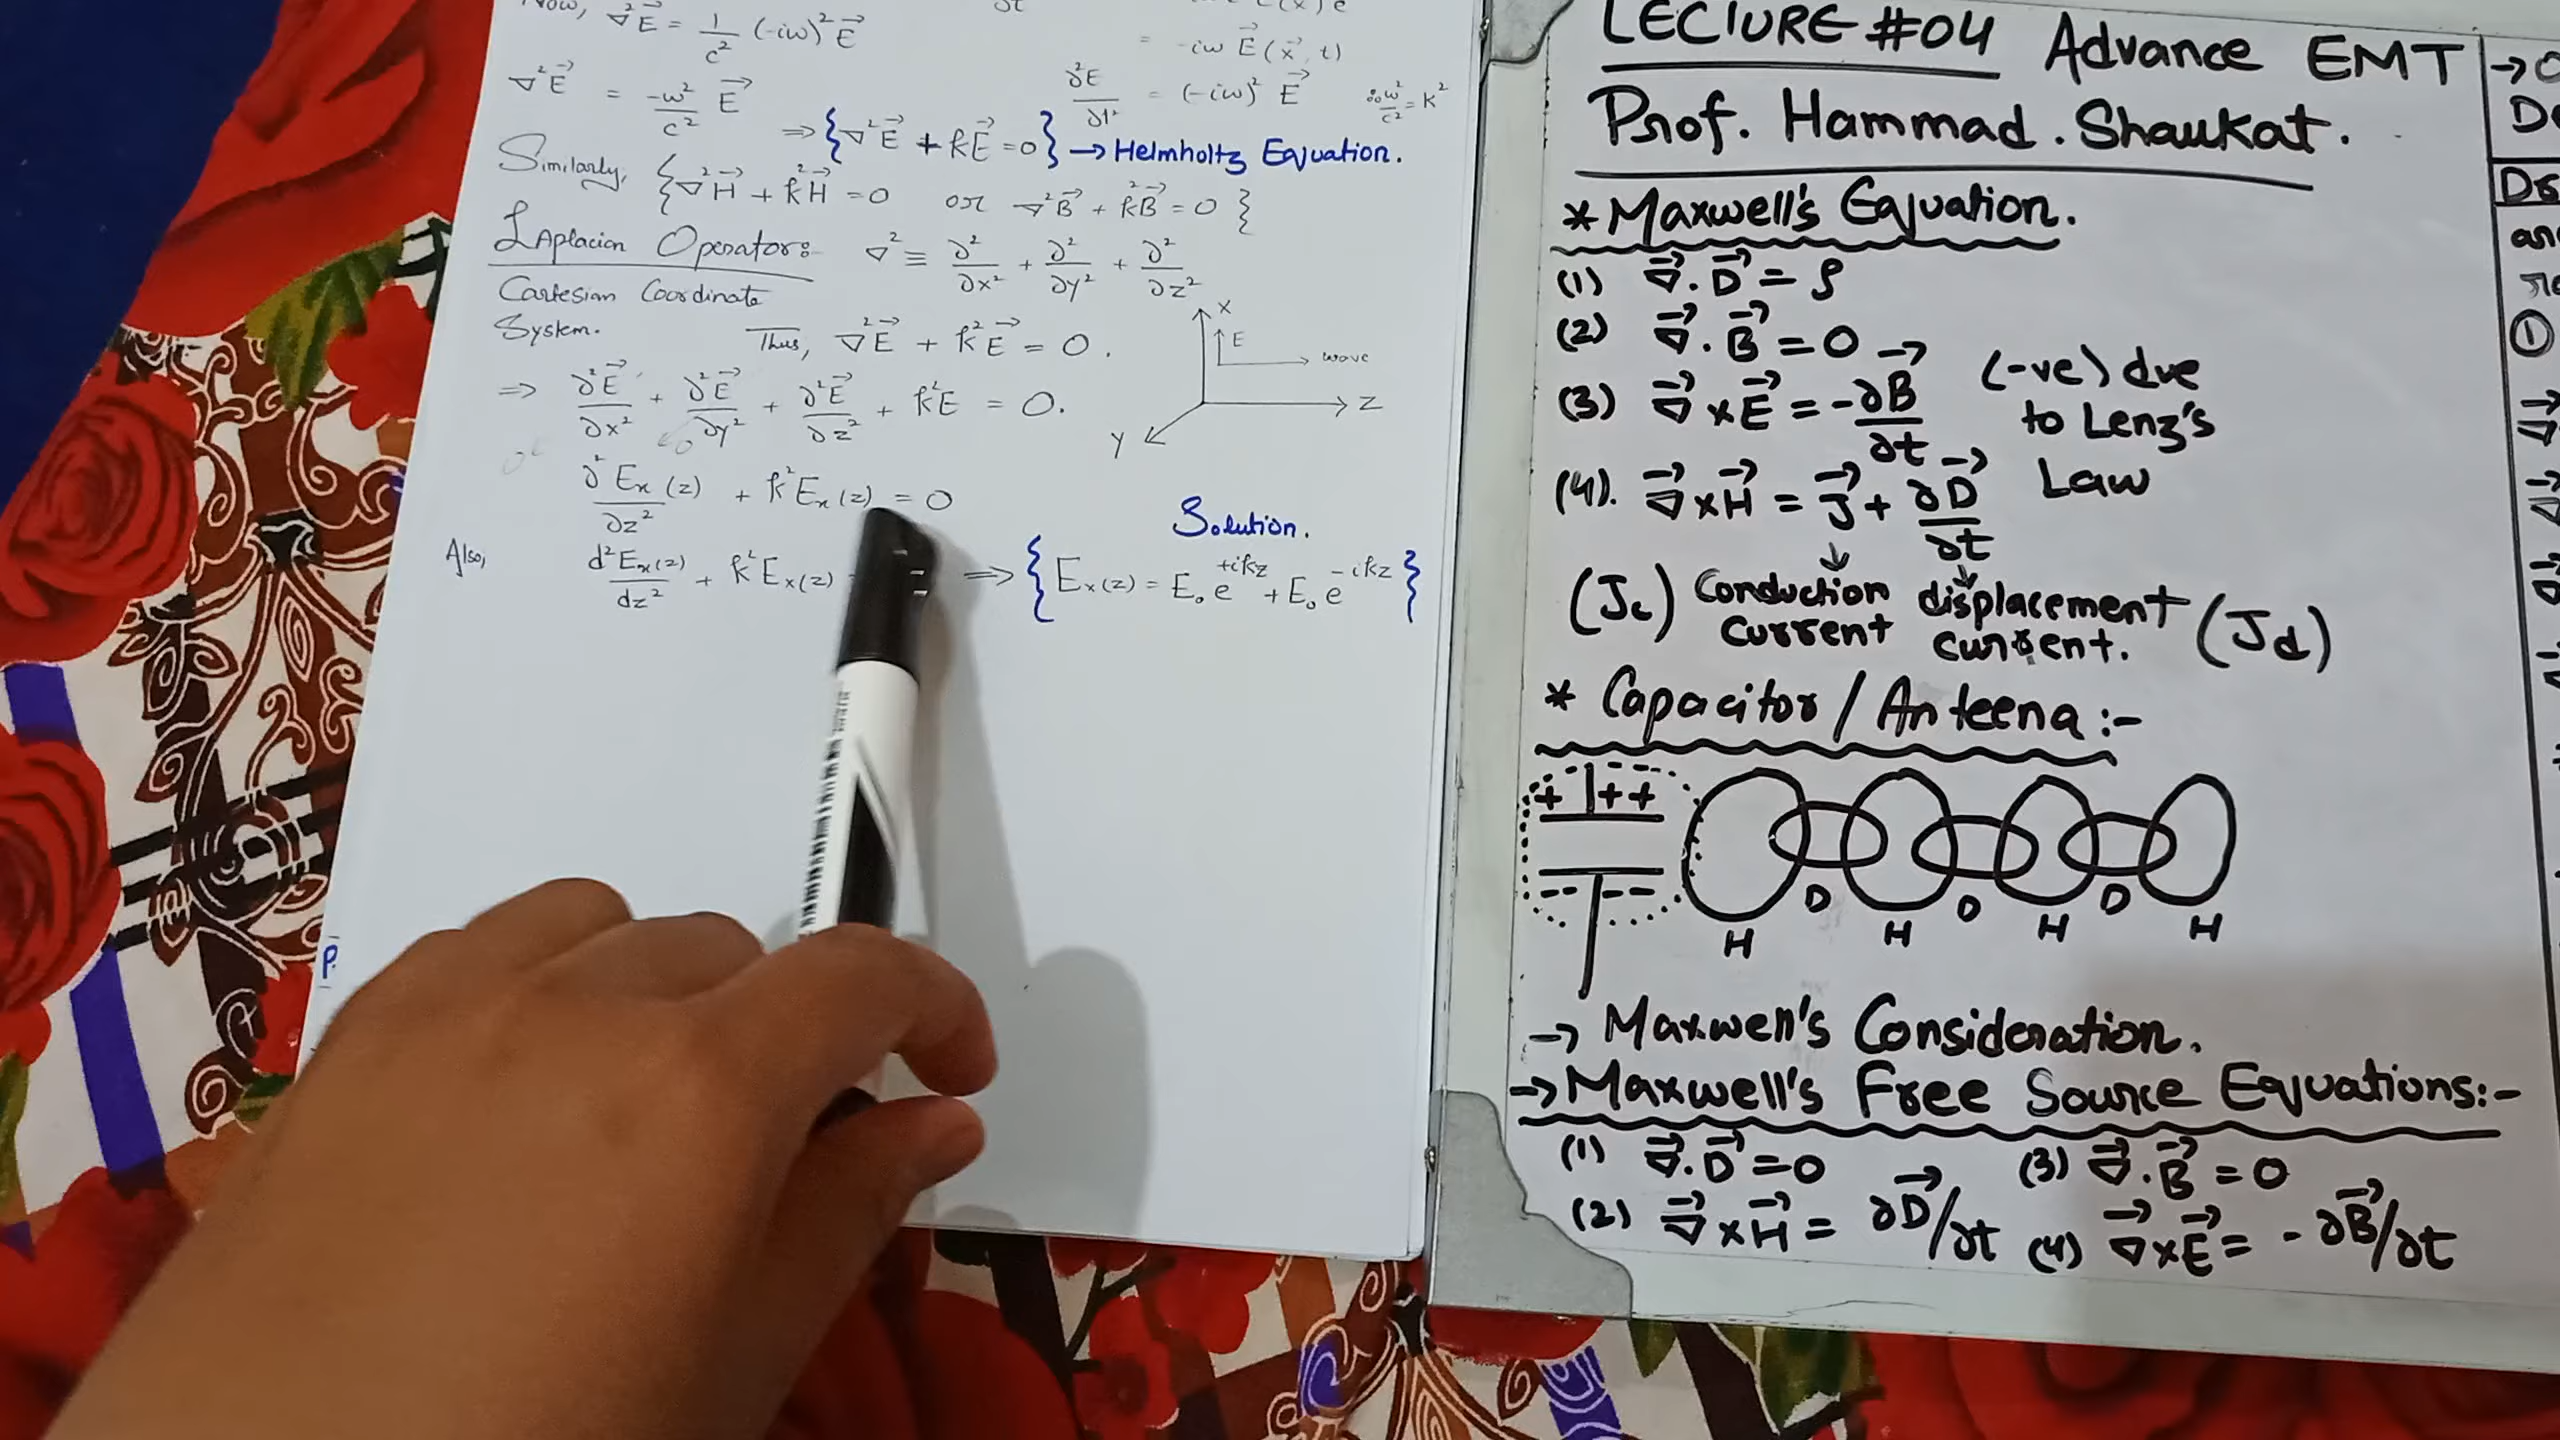 Now, ∇²E⃗ = 1/c² (-iω)² E⃗
∂t
= -iω E⃗(x⃗, t)
∇²E⃗ = -ω²/c² E⃗
∂²E/∂t² = (-iω)² E⃗ ∴ ω²/c² = K²
⇒ {∇²E⃗ + kE⃗ = 0} → Helmholtz Equation.
Similarly, {∇²H⃗ + k²H⃗ = 0 or ∇²B⃗ + k²B⃗ = 0}
LAplacian Operator:
∇² ≡ ∂²/∂x² + ∂²/∂y² + ∂²/∂z²
Cartesian Coordinate
System.
Thus, ∇²E⃗ + k²E⃗ = 0.
X
E
wave
Z
Y
⇒ ∂²E⃗/∂x² + ∂²E⃗/∂y² + ∂²E⃗/∂z² + k²E = 0.
∂²Ex(z)/∂z² + k²Ex(z) = 0
Also, d²Ex(z)/dz² + k²Ex(z)
Solution.
⇒ {Ex(z) = E₀e^+ikz + E₀e^-ikz}
P.
LECTURE #04 Advance EMT
Prof. Hammad. Shaukat.
* Maxwell's Equation.
(1) ∇⃗.D⃗ = ρ
(2) ∇⃗.B⃗ = 0
(3) ∇⃗×E⃗ = -∂B⃗/∂t
(-ve) due
to Lenz's
Law
(4). ∇⃗×H⃗ = J⃗ + ∂D⃗/∂t
(Jc) Conduction displacement (Jd)
current current.
* Capacitor / Anteena:-
+ ++
D D D
H H H H
→ Maxwell's Consideration.
→ Maxwell's Free Source Equations:-
(1) ∇⃗.D⃗ = 0 (3) ∇⃗.B⃗ = 0
(2) ∇⃗×H⃗ = ∂D⃗/∂t (4) ∇⃗×E⃗ = -∂B⃗/∂t
①